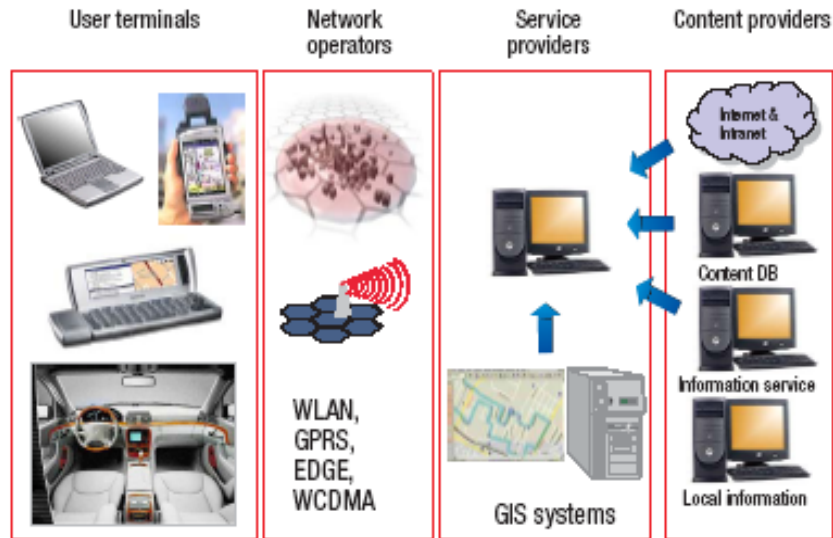 User terminals
Network
operators
Service
providers
Content providers
Internet &
Intranet
Content DB
Information service
Local information
WLAN,
GPRS,
EDGE,
WCDMA
GIS systems